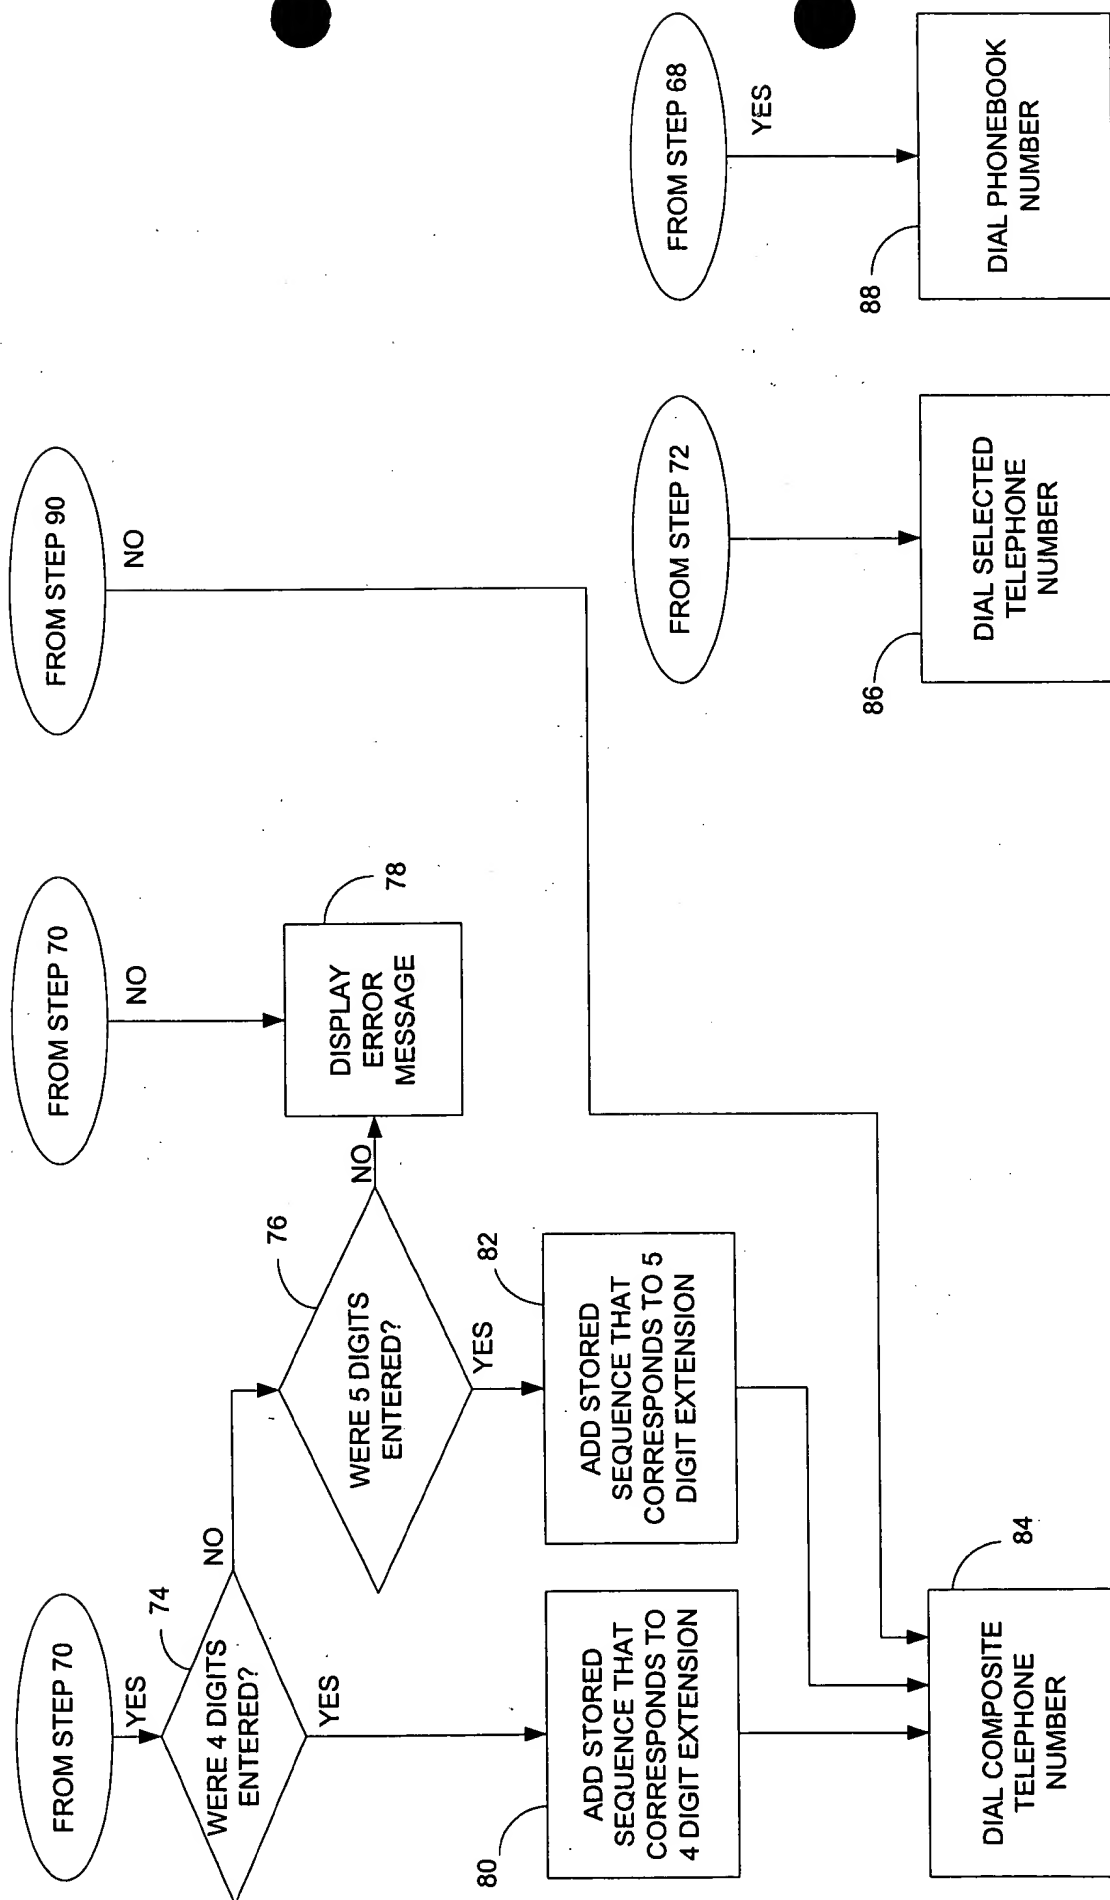 FROM STEP 70
YES
WERE 4 DIGITS
ENTERED?
74
NO
YES
80
ADD STORED
SEQUENCE THAT
CORRESPONDS TO
4 DIGIT EXTENSION
WERE 5 DIGITS
ENTERED?
76
NO
YES
82
ADD STORED
SEQUENCE THAT
CORRESPONDS TO 5
DIGIT EXTENSION
FROM STEP 70
NO
DISPLAY
ERROR
MESSAGE
78
FROM STEP 90
NO
DIAL COMPOSITE
TELEPHONE
NUMBER
84
FROM STEP 72
86
DIAL SELECTED
TELEPHONE
NUMBER
FROM STEP 68
YES
88
DIAL PHONEBOOK
NUMBER